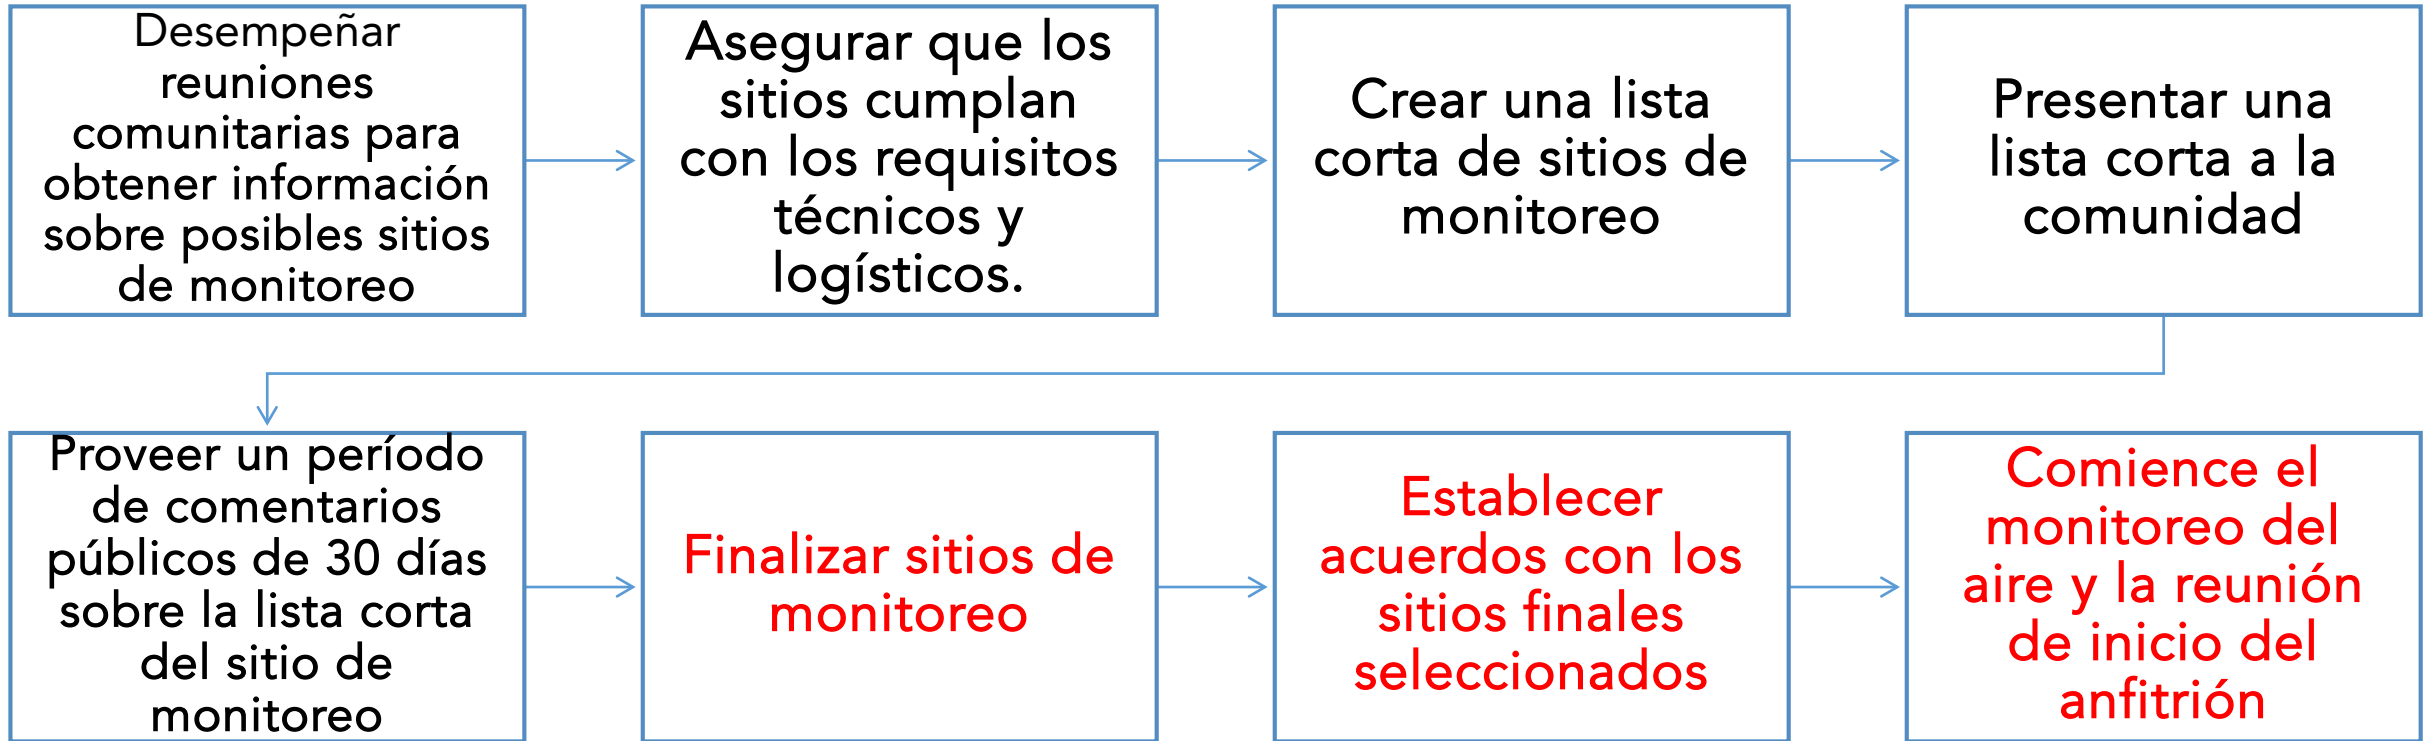 Desempeñar
reuniones
comunitarias para
obtener información
sobre posibles sitios
de monitoreo
Asegurar que los
sitios cumplan
con los requisitos
técnicos y
logísticos.
Crear una lista
corta de sitios de
monitoreo
Presentar una
lista corta a la
comunidad
Proveer un período
de comentarios
públicos de 30 días
sobre la lista corta
del sitio de
monitoreo
Finalizar sitios de
monitoreo
Establecer
acuerdos con los
sitios finales
seleccionados
Comience el
monitoreo del
aire y la reunión
de inicio del
anfitrión